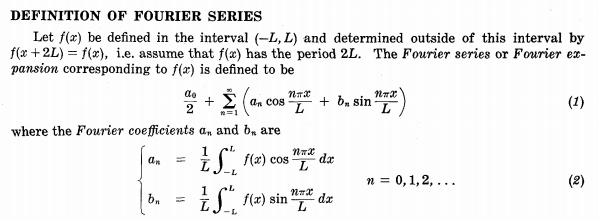 DEFINITION OF FOURIER SERIES
Let f(x) be defined in the interval (−L, L) and determined outside of this interval by
f(x + 2L) = f(x), i.e. assume that f(x) has the period 2L. The Fourier series or Fourier ex-
pansion corresponding to f(x) is defined to be
a₀/2 + ∑_{n=1}^{∞} (aₙ cos nπx/L + bₙ sin nπx/L) (1)
where the Fourier coefficients aₙ and bₙ are
aₙ = 1/L ∫_{−L}^{L} f(x) cos nπx/L dx
n = 0, 1, 2, ... (2)
bₙ = 1/L ∫_{−L}^{L} f(x) sin nπx/L dx